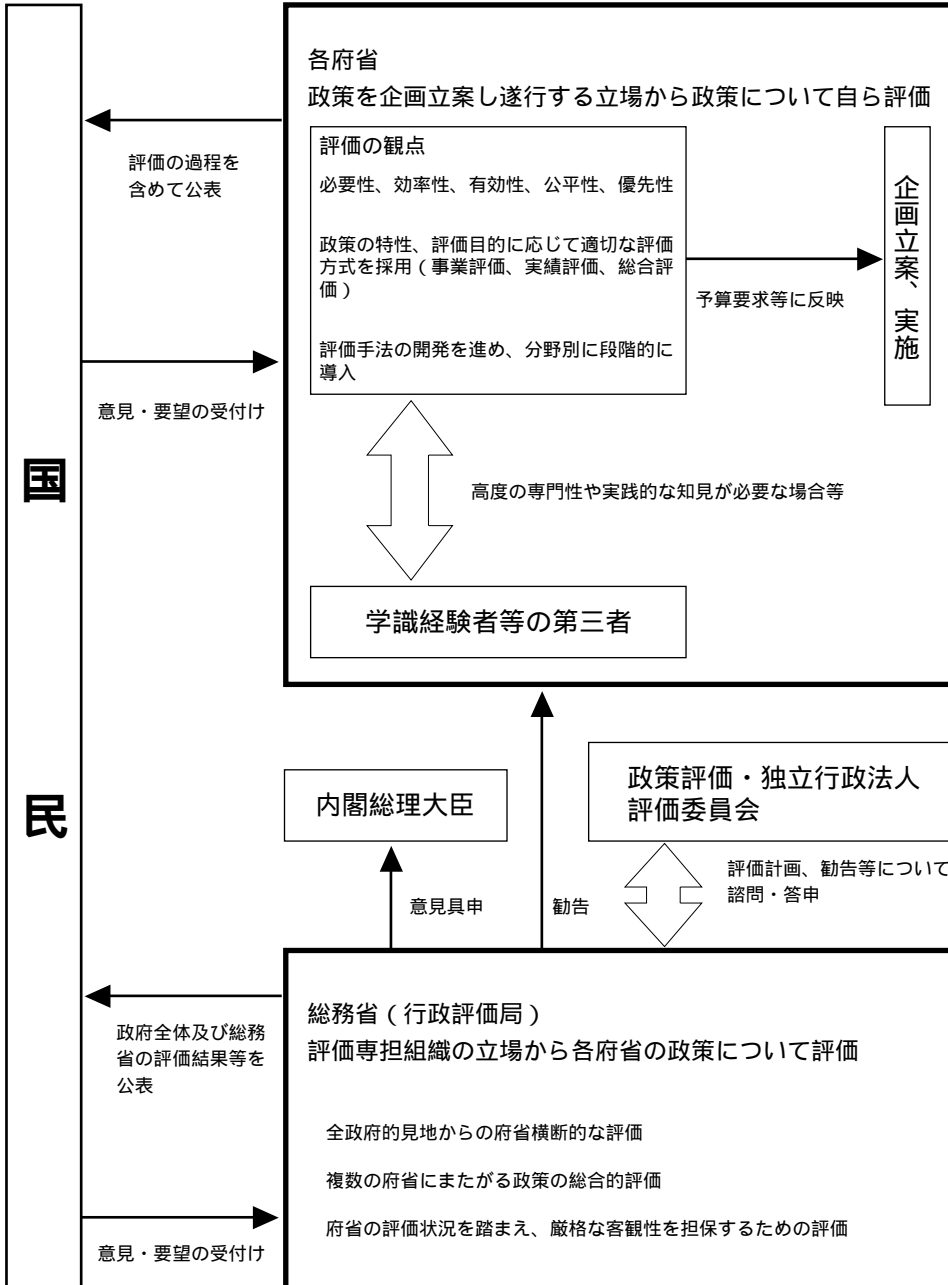 各府省
政策を企画立案し遂行する立場から政策について自ら評価
評価の観点
必要性、効率性、有効性、公平性、優先性
政策の特性、評価目的に応じて適切な評価
方式を採用（事業評価、実績評価、総合評
価）
評価手法の開発を進め、分野別に段階的に
導入
予算要求等に反映
企画立案、実施
評価の過程を
含めて公表
意見・要望の受付け
国民
高度の専門性や実践的な知見が必要な場合等
学識経験者等の第三者
内閣総理大臣
政策評価・独立行政法人
評価委員会
意見具申
勧告
評価計画、勧告等について
諮問・答申
総務省（行政評価局）
評価専担組織の立場から各府省の政策について評価
政府全体及び総務
省の評価結果等を
公表
全政府的見地からの府省横断的な評価
複数の府省にまたがる政策の総合的評価
府省の評価状況を踏まえ、厳格な客観性を担保するための評価
意見・要望の受付け